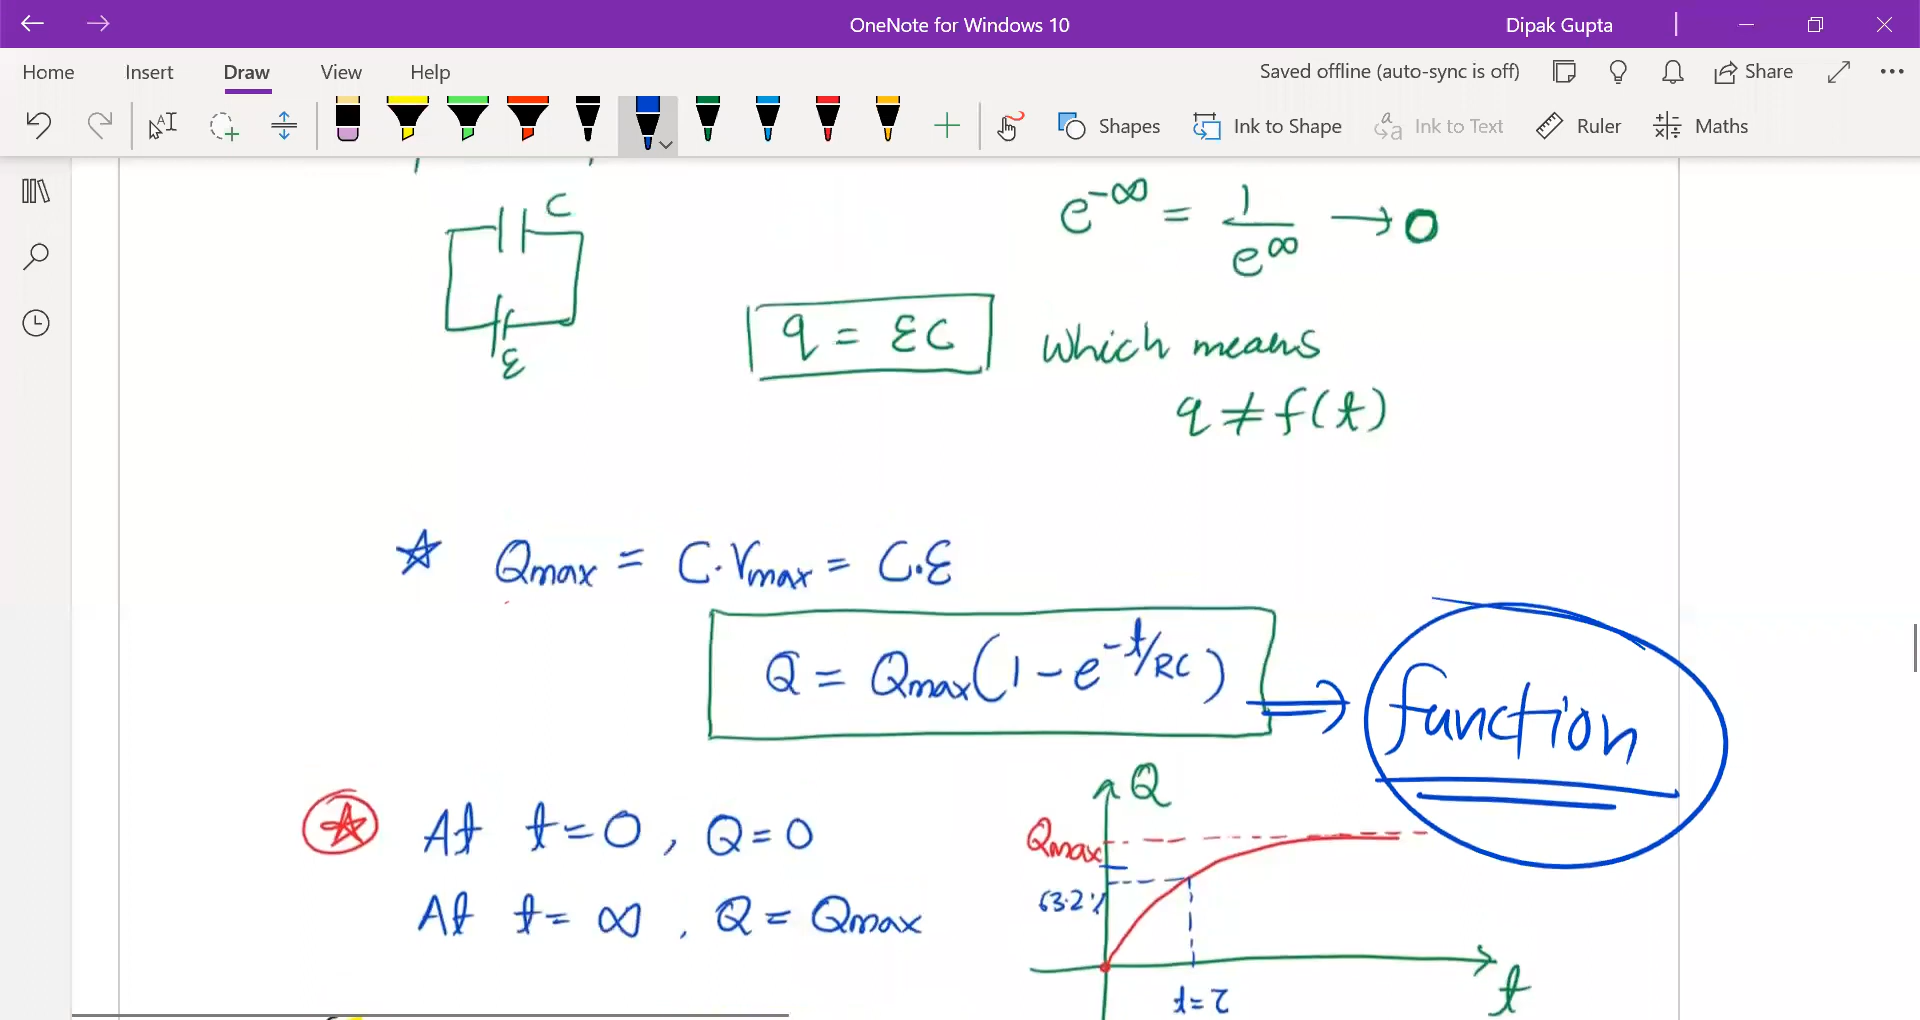 OneNote for Windows 10
Dipak Gupta
Home Insert Draw View Help
Saved offline (auto-sync is off)
Share
Shapes
Ink to Shape
Ink to Text
Ruler
Maths
C
ε
e^-∞ = 1/e^∞ → 0
q = εC which means
q ≠ f(t)
☆ Qmax = C.Vmax = C.ε
Q = Qmax(1 - e^-t/RC) ⇒ function
☆ At t=0, Q=0
At t=∞, Q=Qmax
Q
Qmax
63.2%
t=τ
t